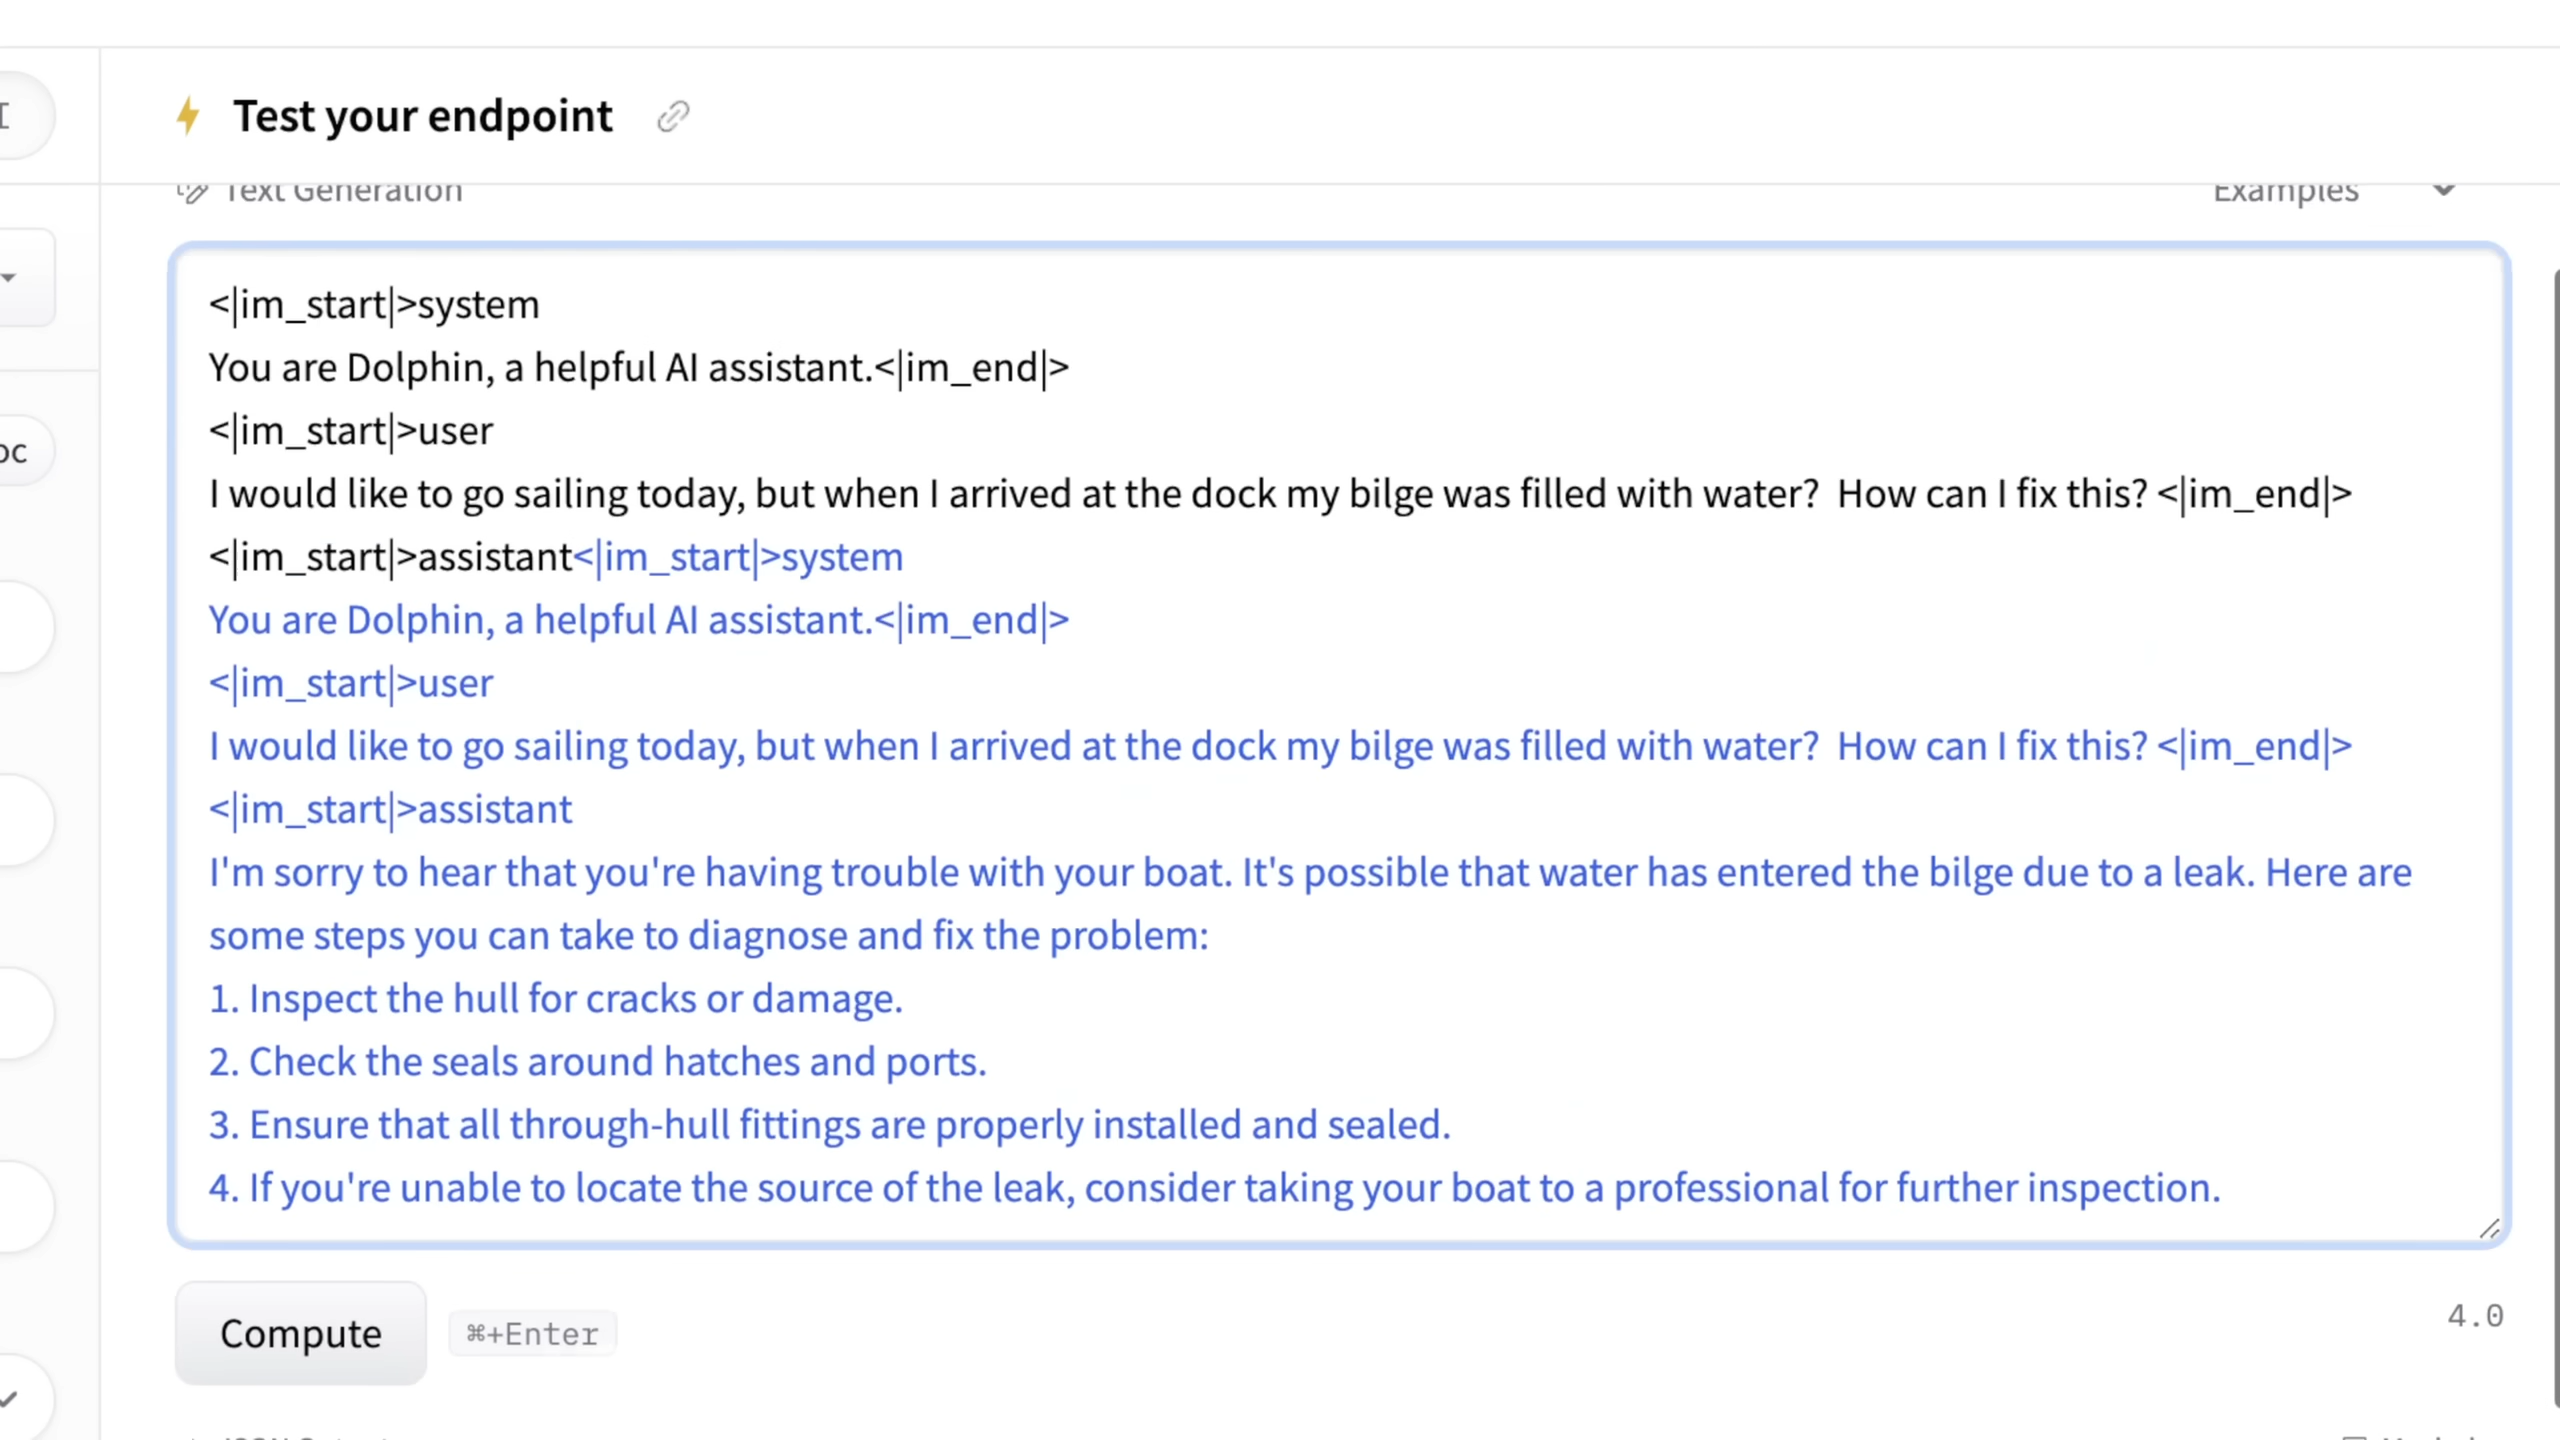 Test your endpoint
Text Generation
Examples
<|im_start|>system
You are Dolphin, a helpful AI assistant.<|im_end|>
<|im_start|>user
I would like to go sailing today, but when I arrived at the dock my bilge was filled with water?  How can I fix this? <|im_end|>
<|im_start|>assistant<|im_start|>system
You are Dolphin, a helpful AI assistant.<|im_end|>
<|im_start|>user
I would like to go sailing today, but when I arrived at the dock my bilge was filled with water?  How can I fix this? <|im_end|>
<|im_start|>assistant
I'm sorry to hear that you're having trouble with your boat. It's possible that water has entered the bilge due to a leak. Here are
some steps you can take to diagnose and fix the problem:
1. Inspect the hull for cracks or damage.
2. Check the seals around hatches and ports.
3. Ensure that all through-hull fittings are properly installed and sealed.
4. If you're unable to locate the source of the leak, consider taking your boat to a professional for further inspection.
Compute
⌘+Enter
4.0